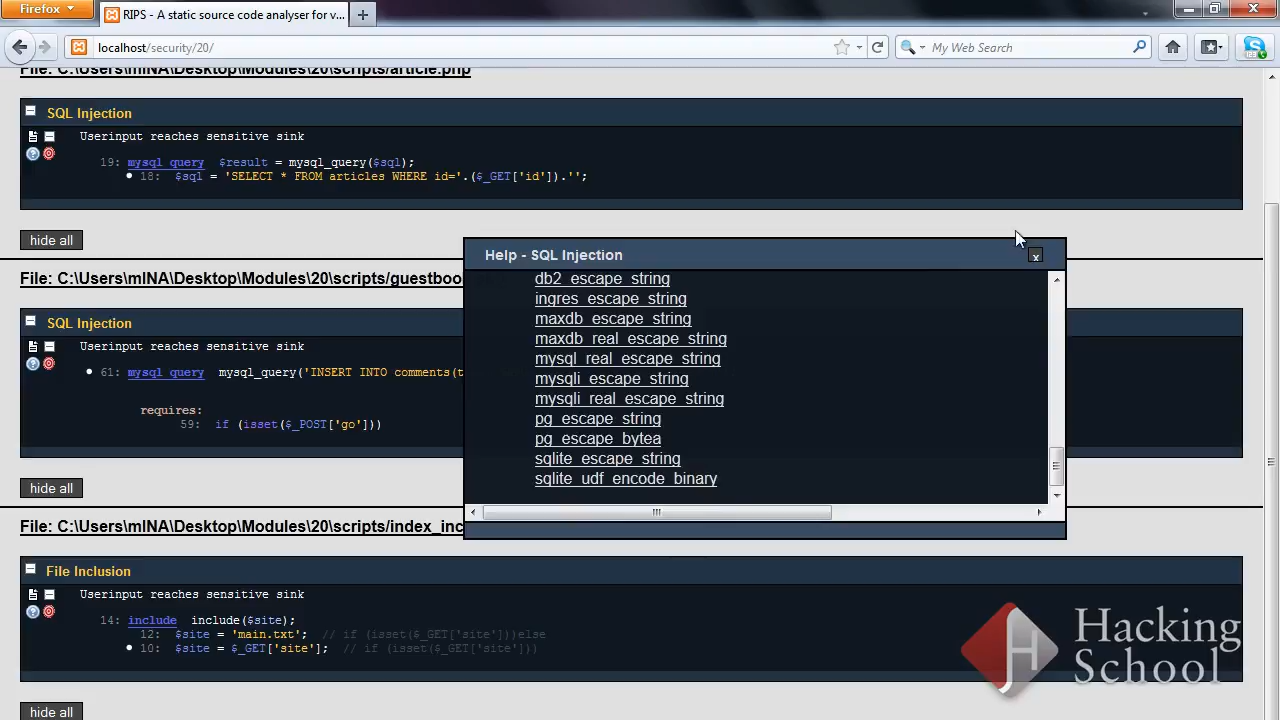 Firefox
RIPS - A static source code analyser for v...
localhost/security/20/
My Web Search
File: C:\Users\mINA\Desktop\Modules\20\scripts/article.php
SQL Injection
Userinput reaches sensitive sink
19: mysql_query $result = mysql_query($sql);
18: $sql = 'SELECT * FROM articles WHERE id='.($_GET['id']).'';
hide all
File: C:\Users\mINA\Desktop\Modules\20\scripts/guestboo
SQL Injection
Userinput reaches sensitive sink
61: mysql_query mysql_query('INSERT INTO comments(t
requires:
59: if (isset($_POST['go']))
hide all
Help - SQL Injection
x
db2_escape_string
ingres_escape_string
maxdb_escape_string
maxdb_real_escape_string
mysql_real_escape_string
mysqli_escape_string
mysqli_real_escape_string
pg_escape_string
pg_escape_bytea
sqlite_escape_string
sqlite_udf_encode_binary
File: C:\Users\mINA\Desktop\Modules\20\scripts/index_inc
File Inclusion
Userinput reaches sensitive sink
14: include include($site);
12: $site = 'main.txt'; // if (isset($_GET['site']))else
10: $site = $_GET['site']; // if (isset($_GET['site']))
hide all
Hacking
School